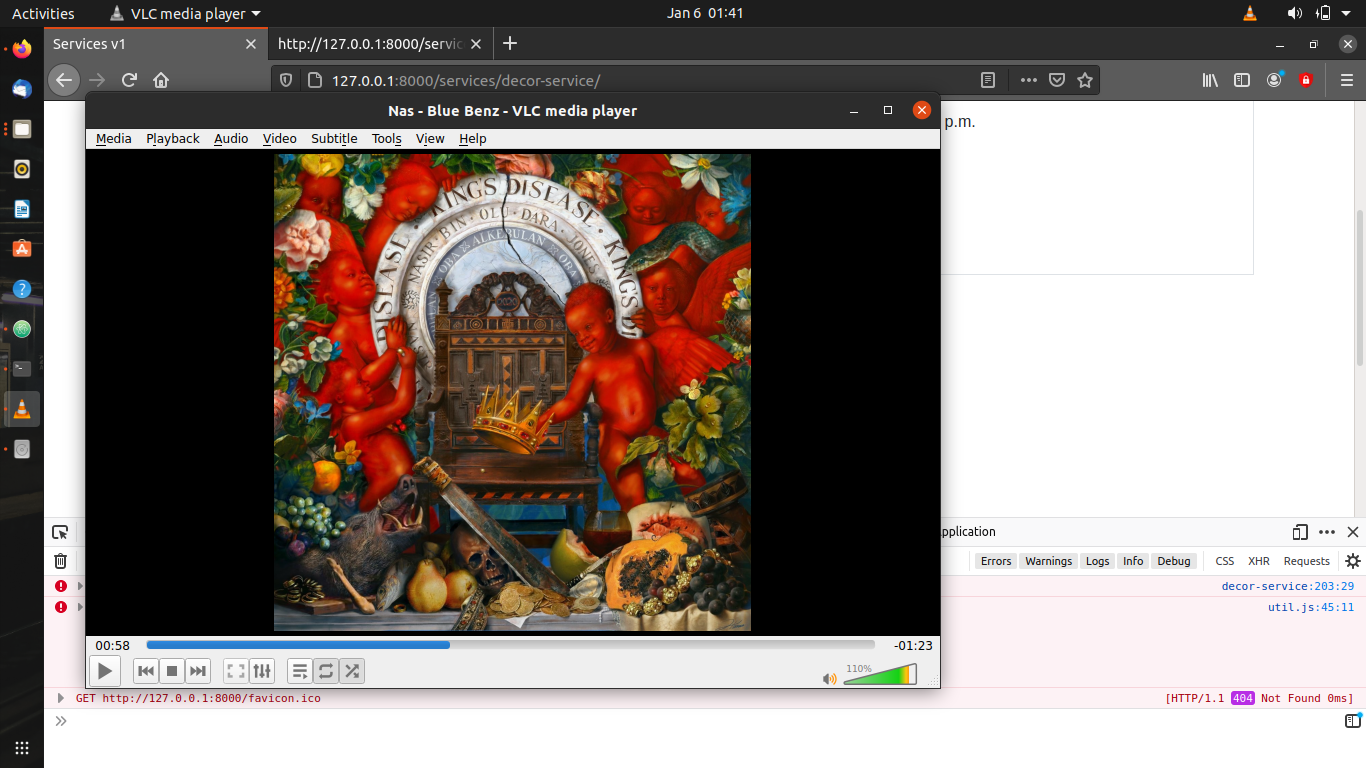 Activities
VLC media player
Jan 6 01:41
Services v1
http://127.0.0.1:8000/servic
127.0.0.1:8000/services/decor-service/
Nas - Blue Benz - VLC media player
p.m.
Media Playback Audio Video Subtitle Tools View Help
KING'S DISEASE · KING'S DI
DISEASE
NASIR · BIN · OLU · DARA · JONES
OBA ALKEBULAN OBA
pplication
Errors Warnings Logs Info Debug CSS XHR Requests
decor-service:203:29
util.js:45:11
00:58
-01:23
110%
GET http://127.0.0.1:8000/favicon.ico
[HTTP/1.1 404 Not Found 0ms]